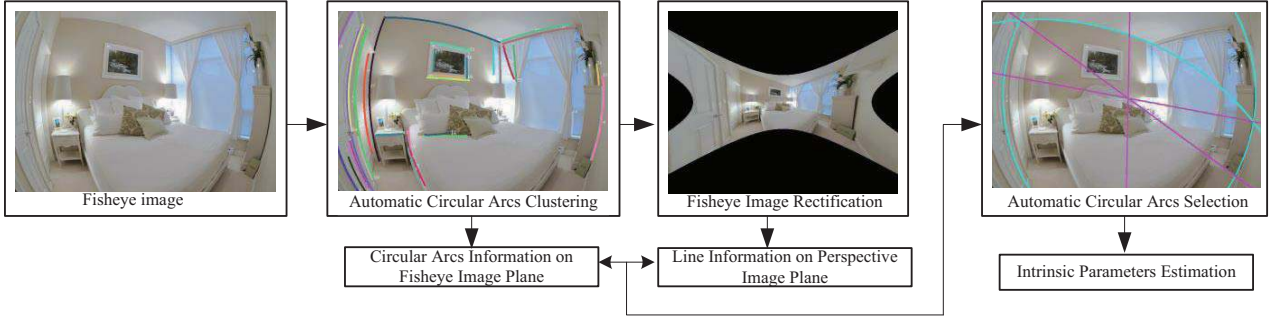 Fisheye image
Automatic Circular Arcs Clustering
Fisheye Image Rectification
Automatic Circular Arcs Selection
Circular Arcs Information on
Fisheye Image Plane
Line Information on Perspective
Image Plane
Intrinsic Parameters Estimation